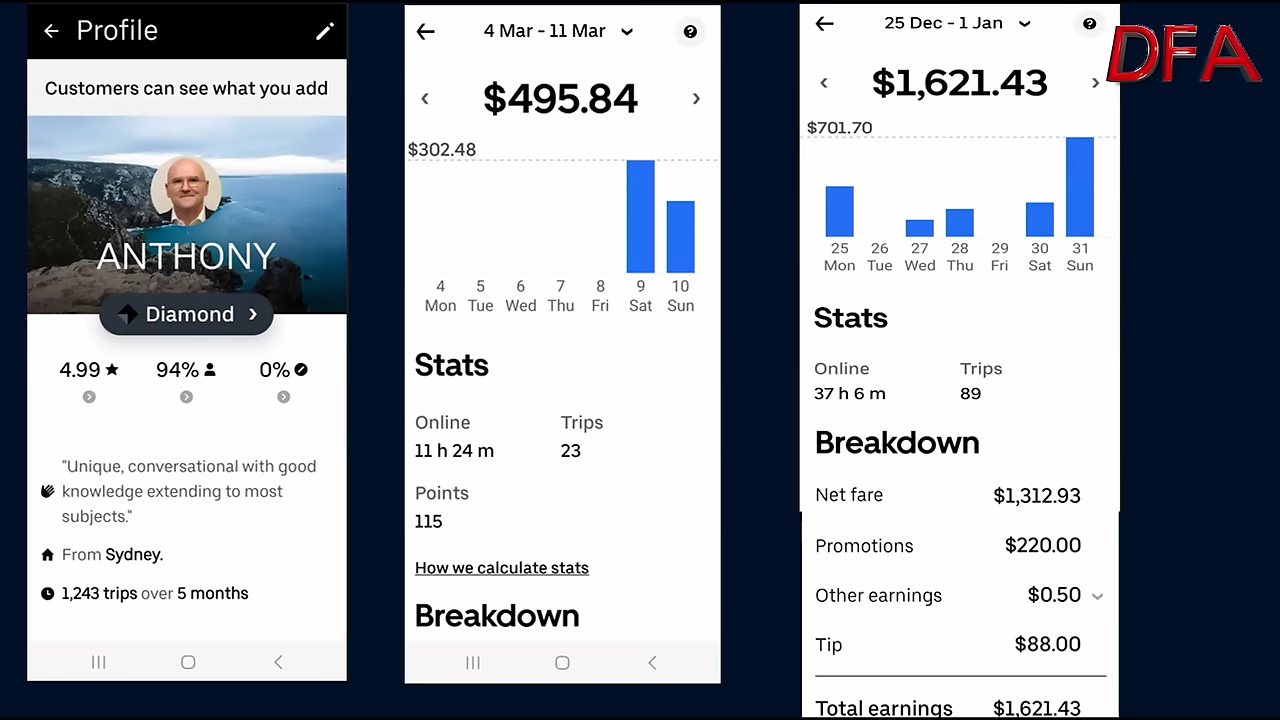 Profile
Customers can see what you add
ANTHONY
Diamond
4.99 94% 0%
"Unique, conversational with good
knowledge extending to most
subjects."
From Sydney.
1,243 trips over 5 months
4 Mar - 11 Mar
$495.84
$302.48
4 5 6 7 8 9 10
Mon Tue Wed Thu Fri Sat Sun
Stats
Online Trips
11 h 24 m 23
Points
115
How we calculate stats
Breakdown
25 Dec - 1 Jan
$1,621.43
$701.70
25 26 27 28 29 30 31
Mon Tue Wed Thu Fri Sat Sun
Stats
Online Trips
37 h 6 m 89
Breakdown
Net fare $1,312.93
Promotions $220.00
Other earnings $0.50
Tip $88.00
Total earnings $1,621.43
DFA